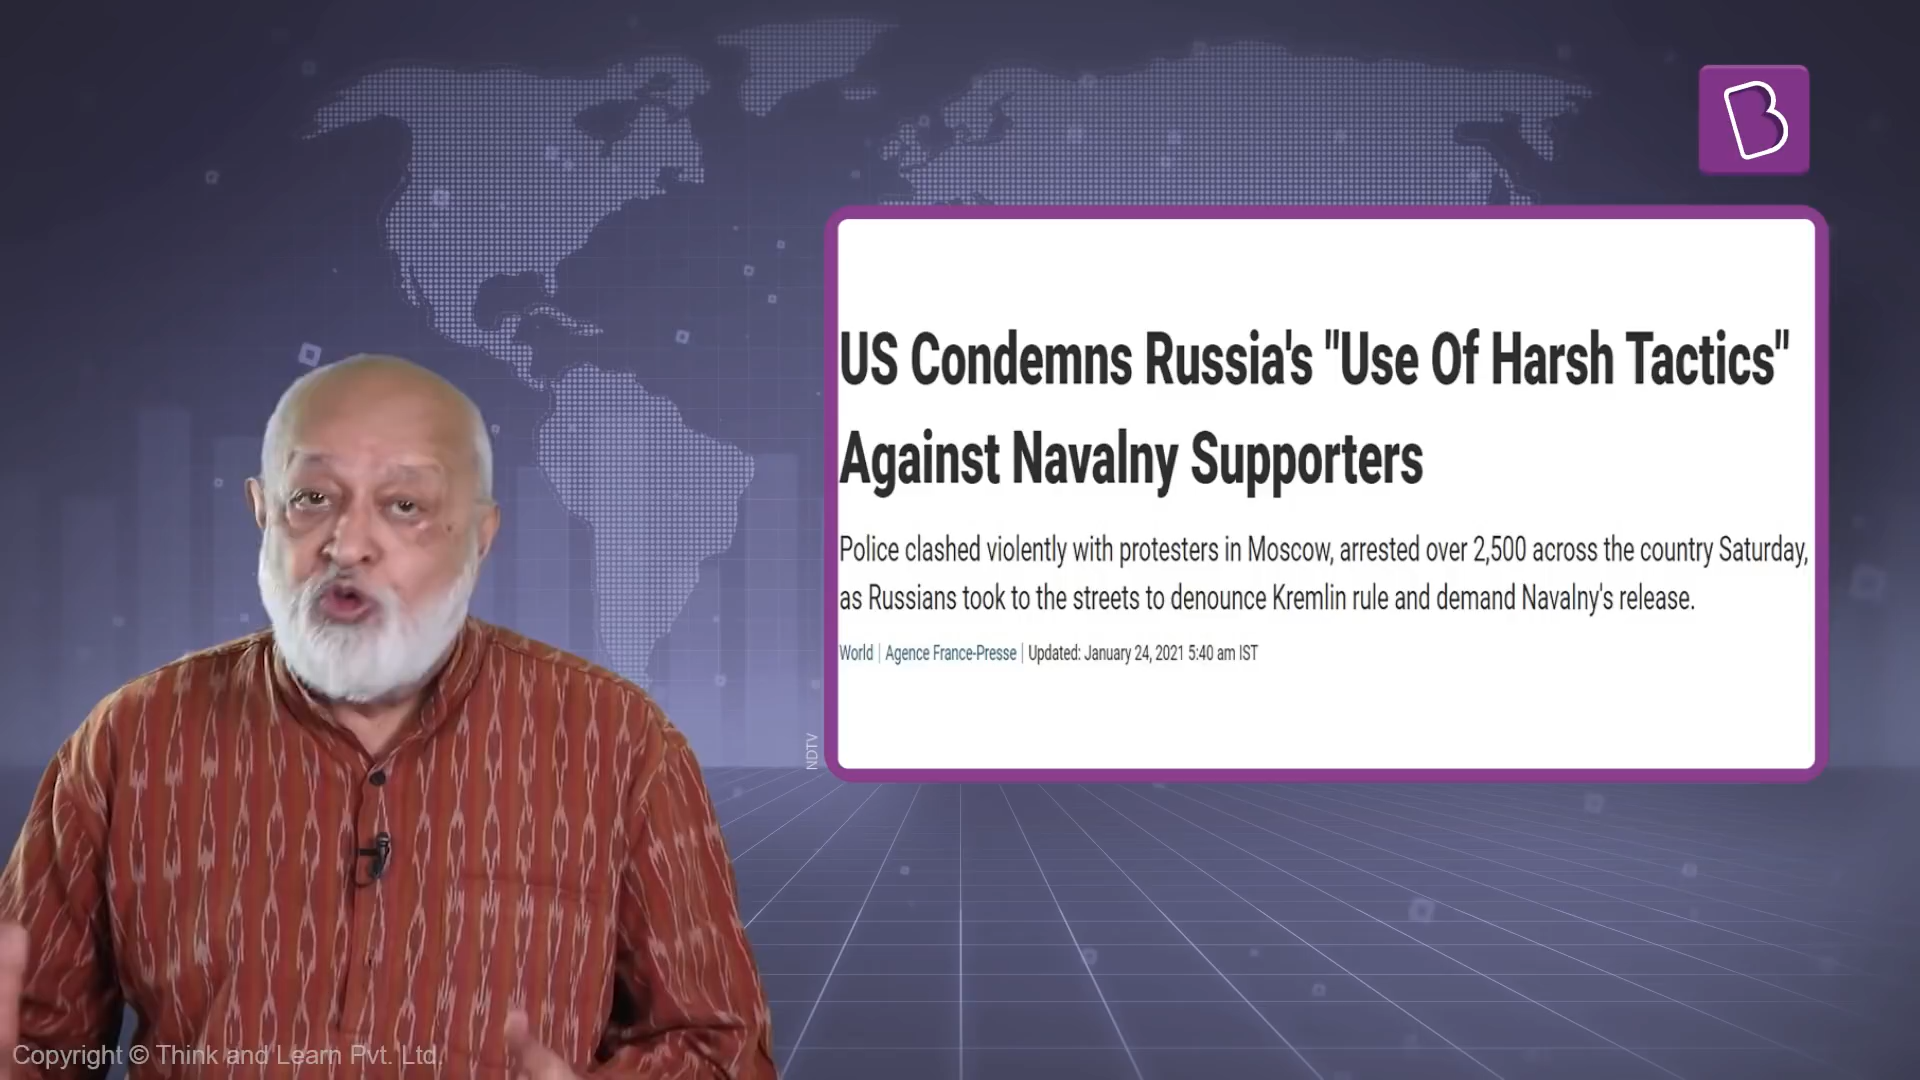 B
US Condemns Russia's "Use Of Harsh Tactics"
Against Navalny Supporters
Police clashed violently with protesters in Moscow, arrested over 2,500 across the country Saturday,
as Russians took to the streets to denounce Kremlin rule and demand Navalny's release.
World | Agence France-Presse | Updated: January 24, 2021 5:40 am IST
NDTV
Copyright © Think and Learn Pvt. Ltd.